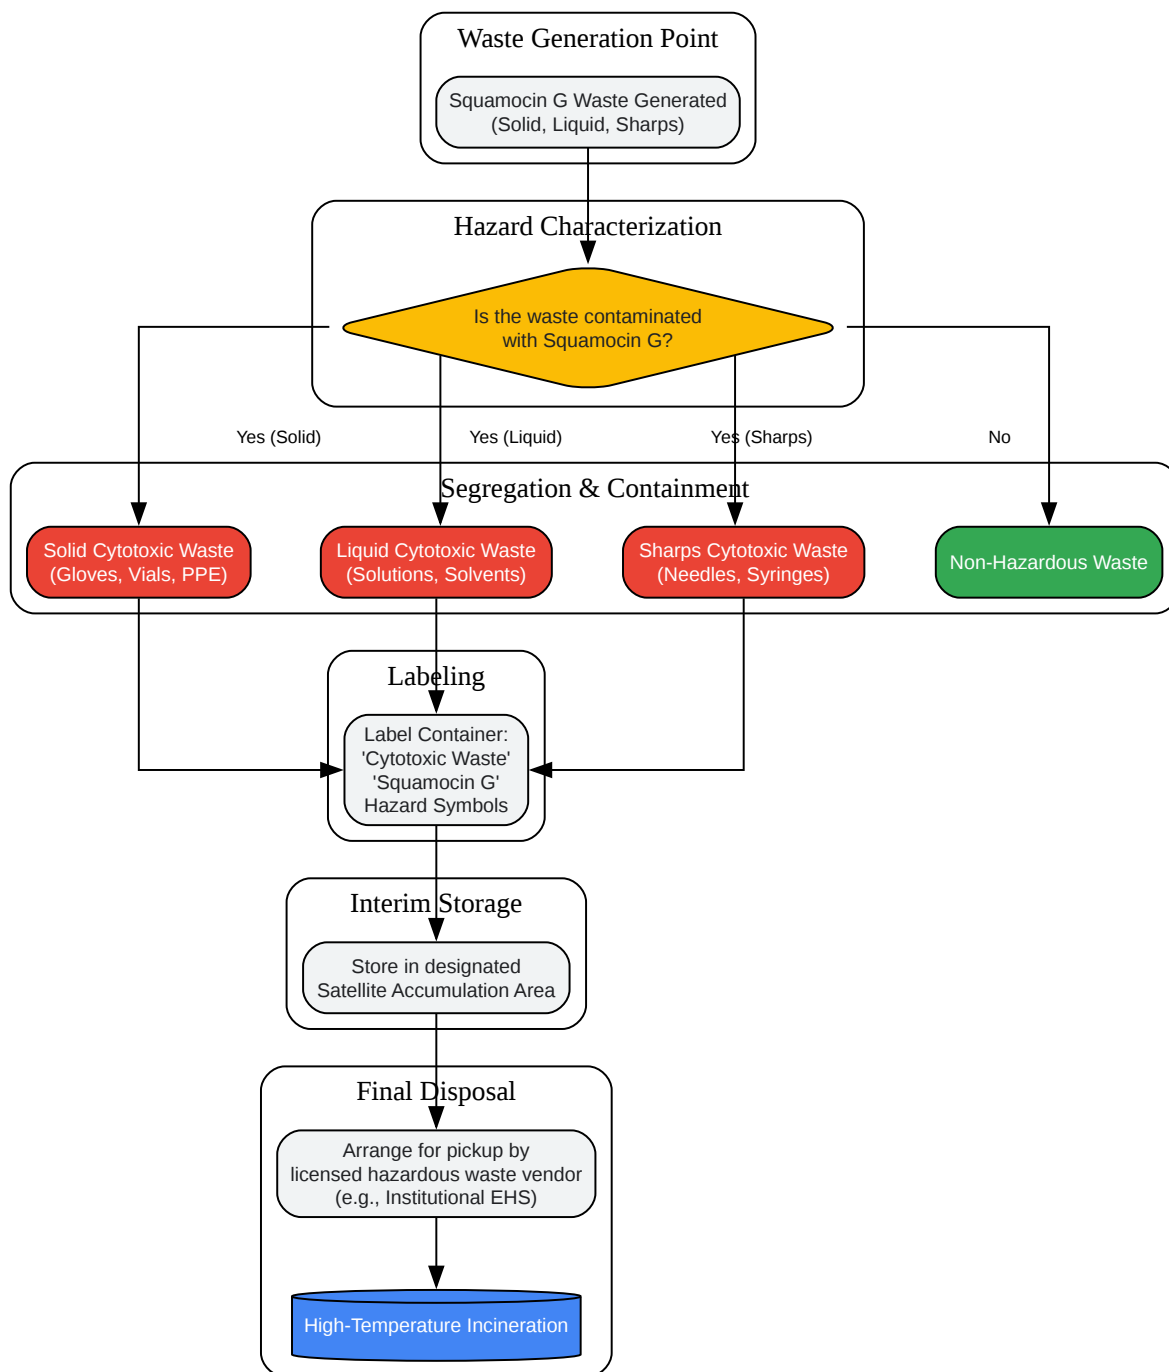 Waste Generation Point
Squamocin G Waste Generated
(Solid, Liquid, Sharps)
Hazard Characterization
Is the waste contaminated
with Squamocin G?
Yes (Solid)
Yes (Liquid)
Yes (Sharps)
No
Segregation & Containment
Solid Cytotoxic Waste
(Gloves, Vials, PPE)
Liquid Cytotoxic Waste
(Solutions, Solvents)
Sharps Cytotoxic Waste
(Needles, Syringes)
Non-Hazardous Waste
Labeling
Label Container:
'Cytotoxic Waste'
'Squamocin G'
Hazard Symbols
Interim Storage
Store in designated
Satellite Accumulation Area
Final Disposal
Arrange for pickup by
licensed hazardous waste vendor
(e.g., Institutional EHS)
High-Temperature Incineration